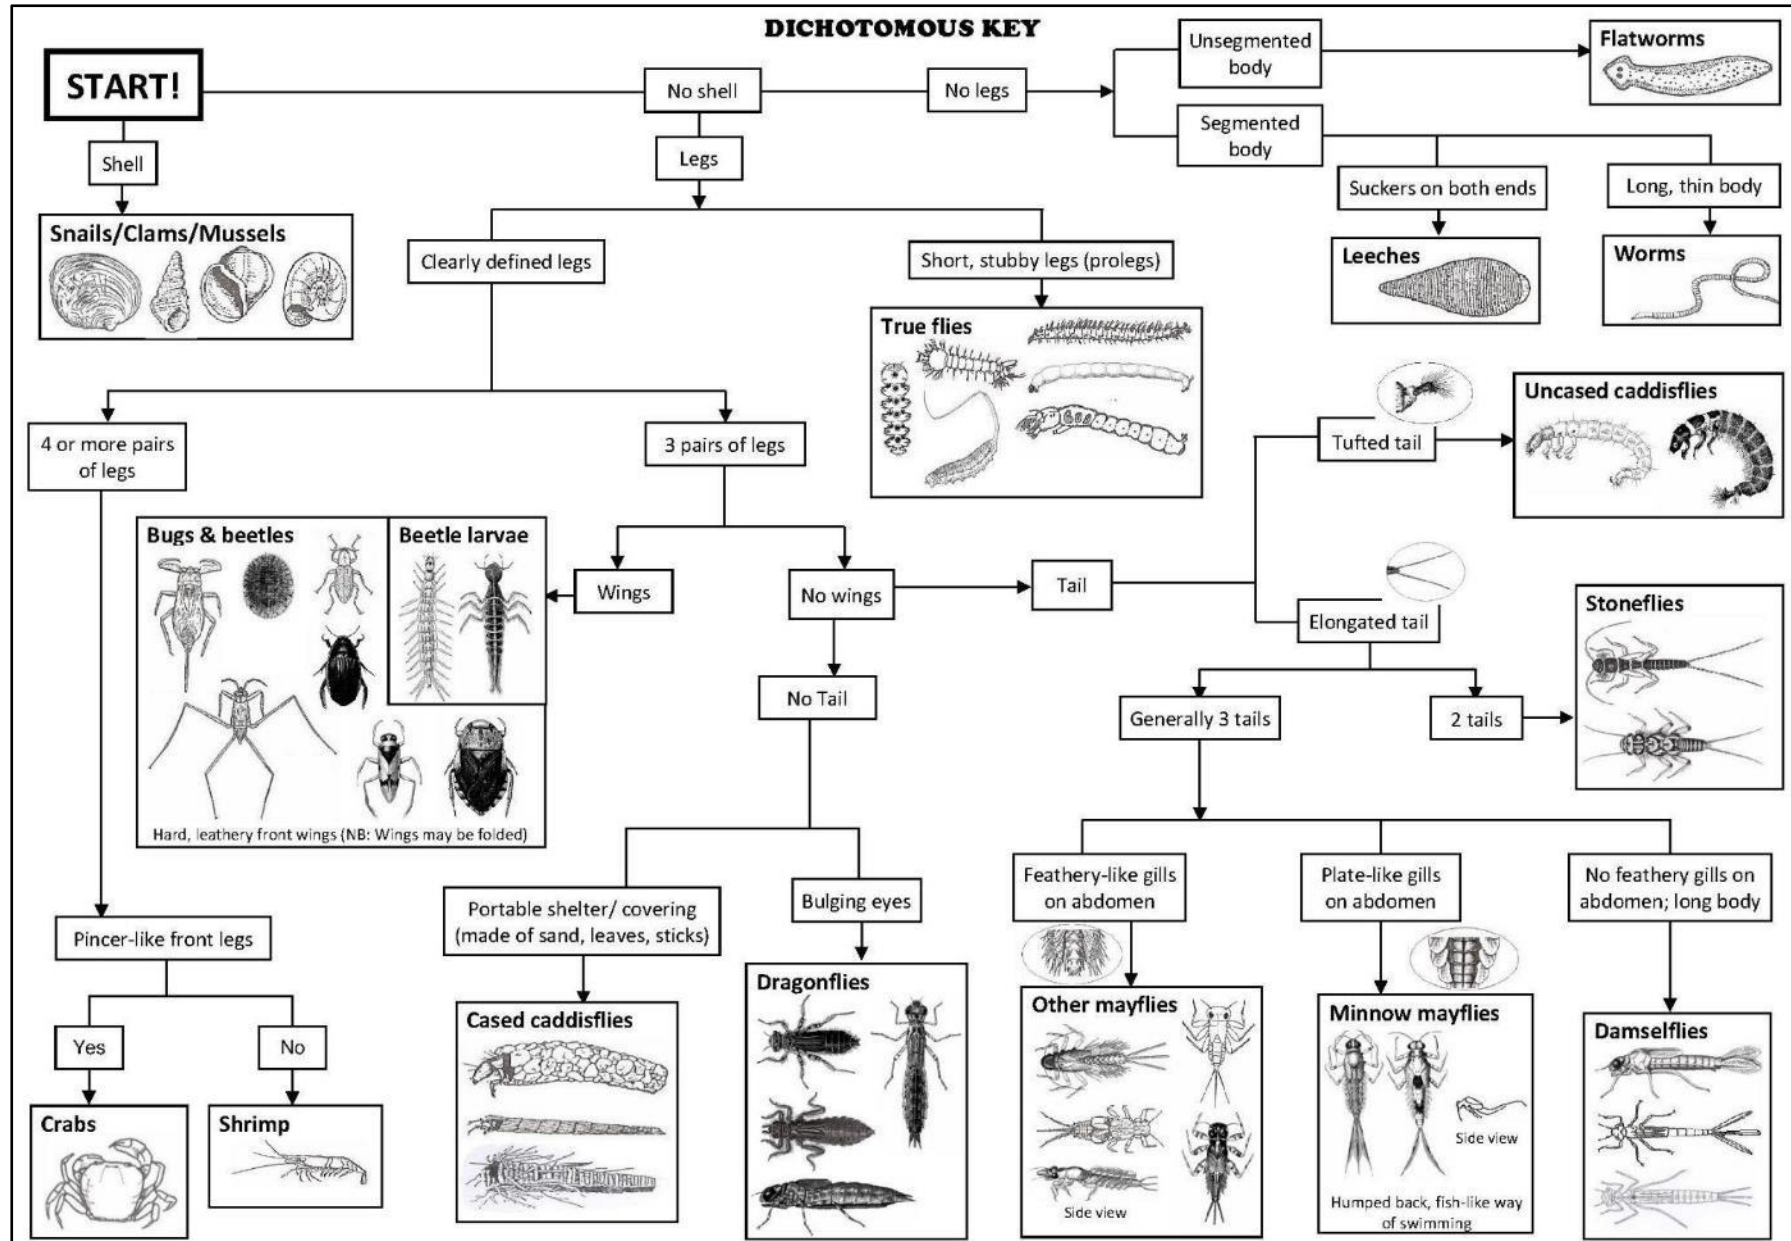 DICHOTOMOUS KEY
START!
No shell
No legs
Unsegmented
body
Flatworms
Segmented
body
Shell
Legs
Suckers on both ends
Long, thin body
Snails/Clams/Mussels
Clearly defined legs
Short, stubby legs (prolegs)
Leeches
Worms
True flies
4 or more pairs
of legs
3 pairs of legs
Tufted tail
Uncased caddisflies
Bugs & beetles
Beetle larvae
Wings
No wings
Tail
Elongated tail
Stoneflies
No Tail
Generally 3 tails
2 tails
Hard, leathery front wings (NB: Wings may be folded)
Feathery-like gills
on abdomen
Plate-like gills
on abdomen
No feathery gills on
abdomen; long body
Portable shelter/ covering
(made of sand, leaves, sticks)
Bulging eyes
Pincer-like front legs
Dragonflies
Other mayflies
Minnow mayflies
Damselflies
Cased caddisflies
Yes
No
Crabs
Shrimp
Side view
Side view
Humped back, fish-like way
of swimming